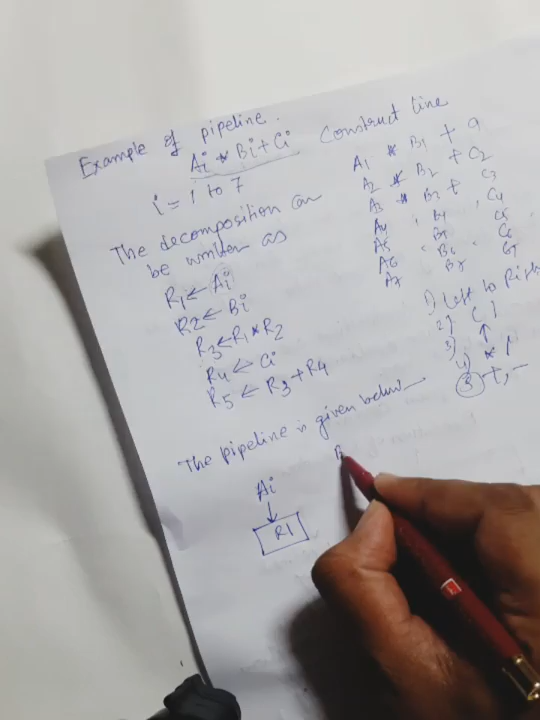 Example of pipeline.
Ai * Bi + Ci
i = 1 to 7
The decomposition can
be written as
R1 ← Ai
R2 ← Bi
R3 ← R1 * R2
R4 ← Ci
R5 ← R3 + R4
The pipeline is given below
Ai
↓
R1
B
Construct line
A1 * B1 +
A2 * B2 + C2
A3 * B3 + C3
A4 B4 C4
A5 B5 C5
A6 B6 C6
A7 B7
1) Left to
2) ( )
3) ↑
4) * /
5 +, -